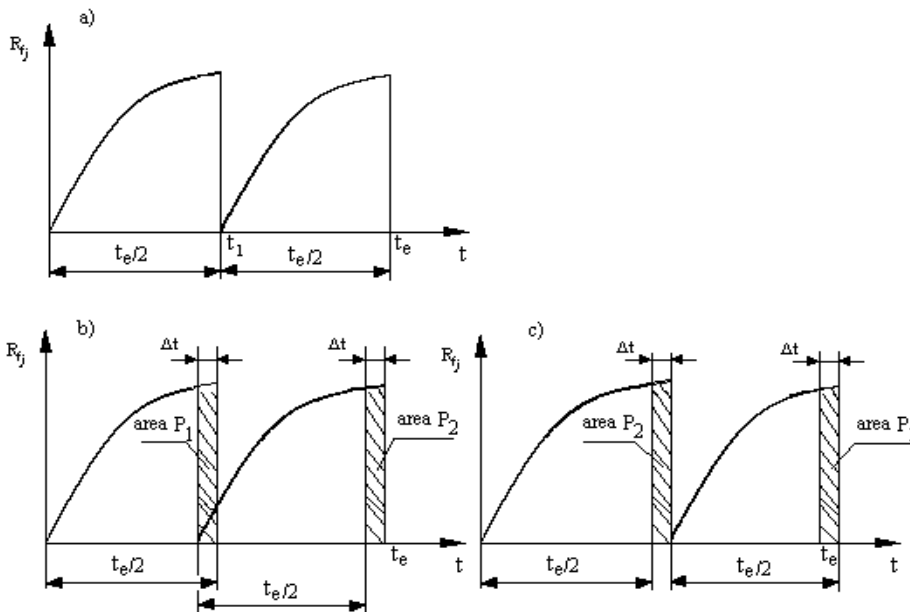 a)
R_fj
t_1
t_e
t
t_e/2
t_e/2
b)
R_fj
Δt
Δt
area P_1
area P_2
t_e
t
t_e/2
t_e/2
c)
R_fj
Δt
Δt
area P_2
area P
t_e
t
t_e/2
t_e/2